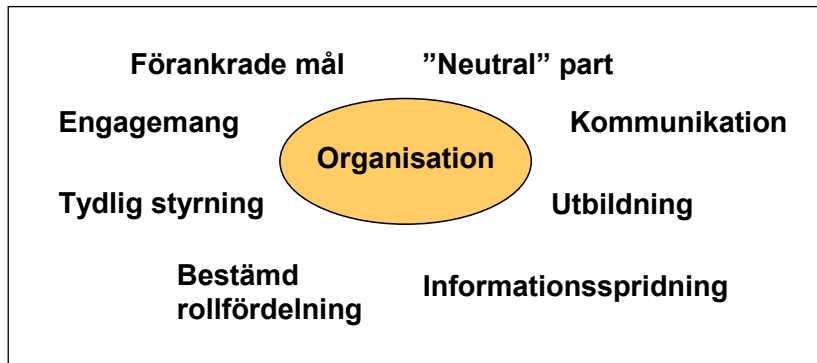 Förankrade mål
”Neutral” part
Engagemang
Kommunikation
Organisation
Tydlig styrning
Utbildning
Bestämd
rollfördelning
Informationsspridning